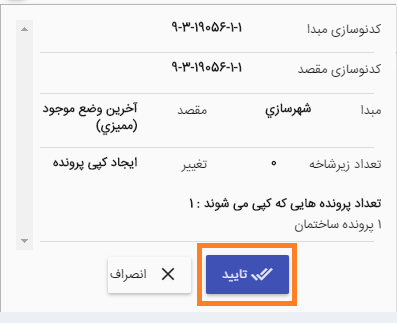 کدنوسازی مبدا ۹-۳-۱۹۰۵۶-۱-۱
کدنوسازی مقصد ۹-۳-۱۹۰۵۶-۱-۱
مبدا شهرسازي مقصد آخرین وضع موجود
(مميزي)
تعداد زیرشاخه ۰ تغییر ایجاد کپی پرونده
تعداد پرونده هایی که کپی می شوند : ۱
۱ پرونده ساختمان
تایید انصراف